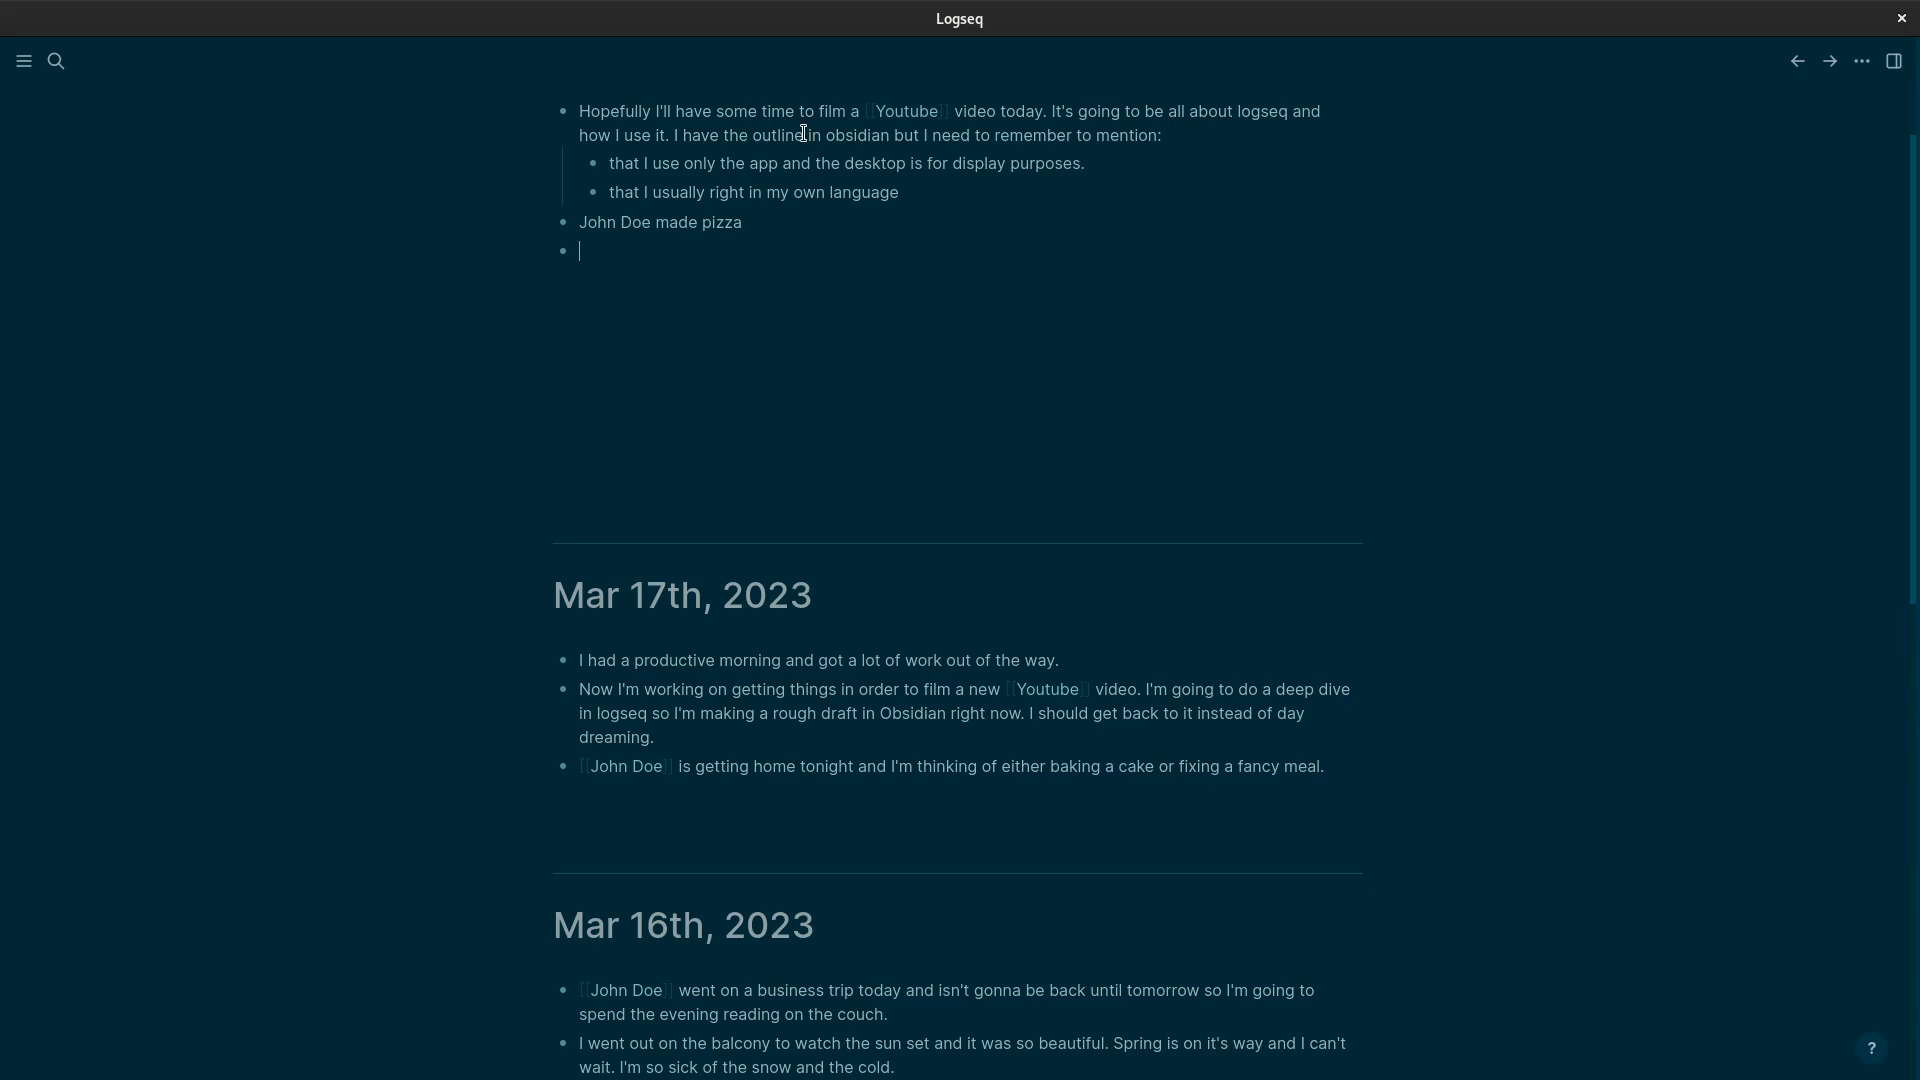 Logseq
Hopefully I'll have some time to film a [[Youtube]] video today. It's going to be all about logseq and
how I use it. I have the outline in obsidian but I need to remember to mention:
that I use only the app and the desktop is for display purposes.
that I usually right in my own language
John Doe made pizza
Mar 17th, 2023
I had a productive morning and got a lot of work out of the way.
Now I'm working on getting things in order to film a new [[Youtube]] video. I'm going to do a deep dive
in logseq so I'm making a rough draft in Obsidian right now. I should get back to it instead of day
dreaming.
[[John Doe]] is getting home tonight and I'm thinking of either baking a cake or fixing a fancy meal.
Mar 16th, 2023
[[John Doe]] went on a business trip today and isn't gonna be back until tomorrow so I'm going to
spend the evening reading on the couch.
I went out on the balcony to watch the sun set and it was so beautiful. Spring is on it's way and I can't
wait. I'm so sick of the snow and the cold.
?